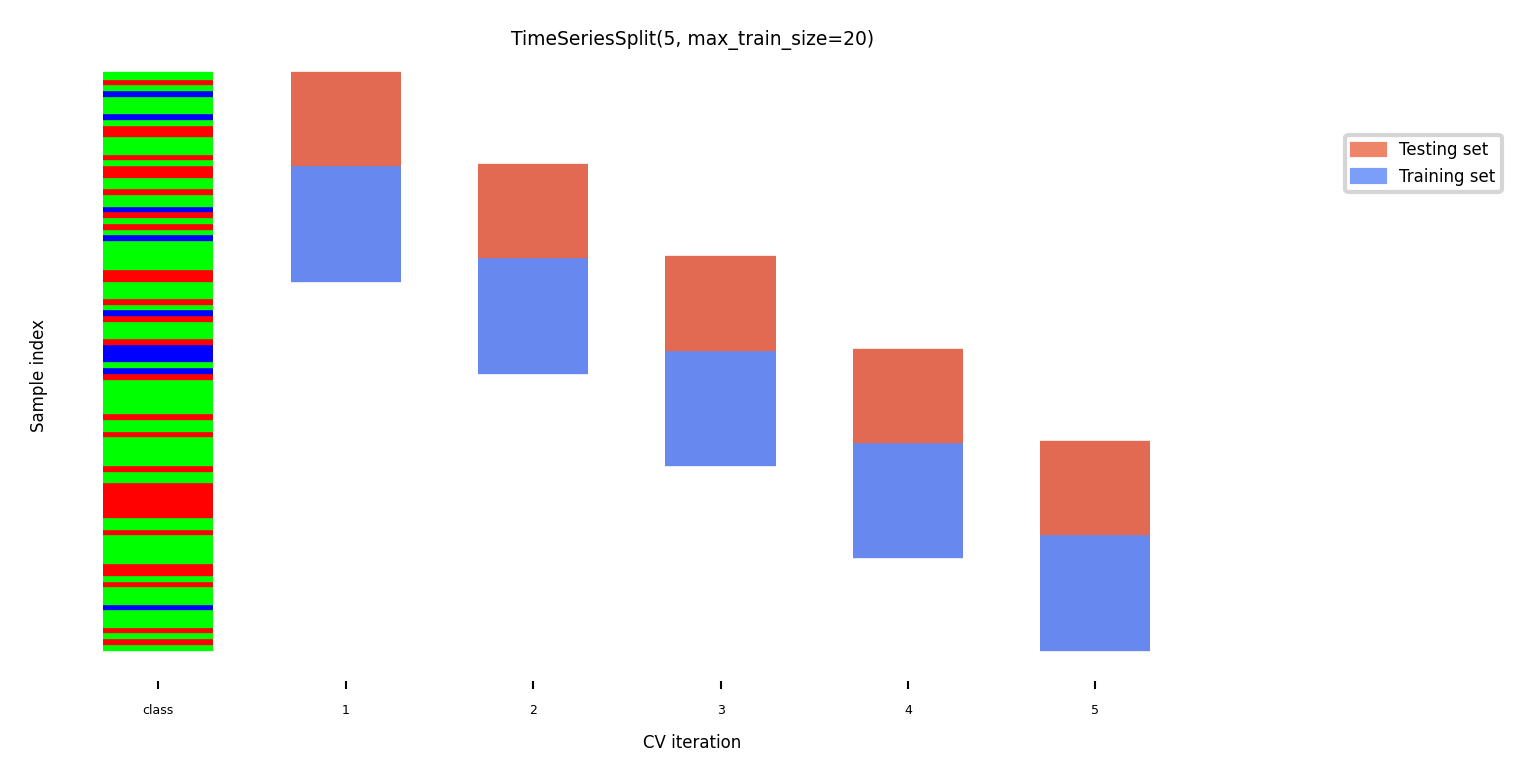 TimeSeriesSplit(5, max_train_size=20)
Testing set
Training set
Sample index
class
1
2
3
4
5
CV iteration